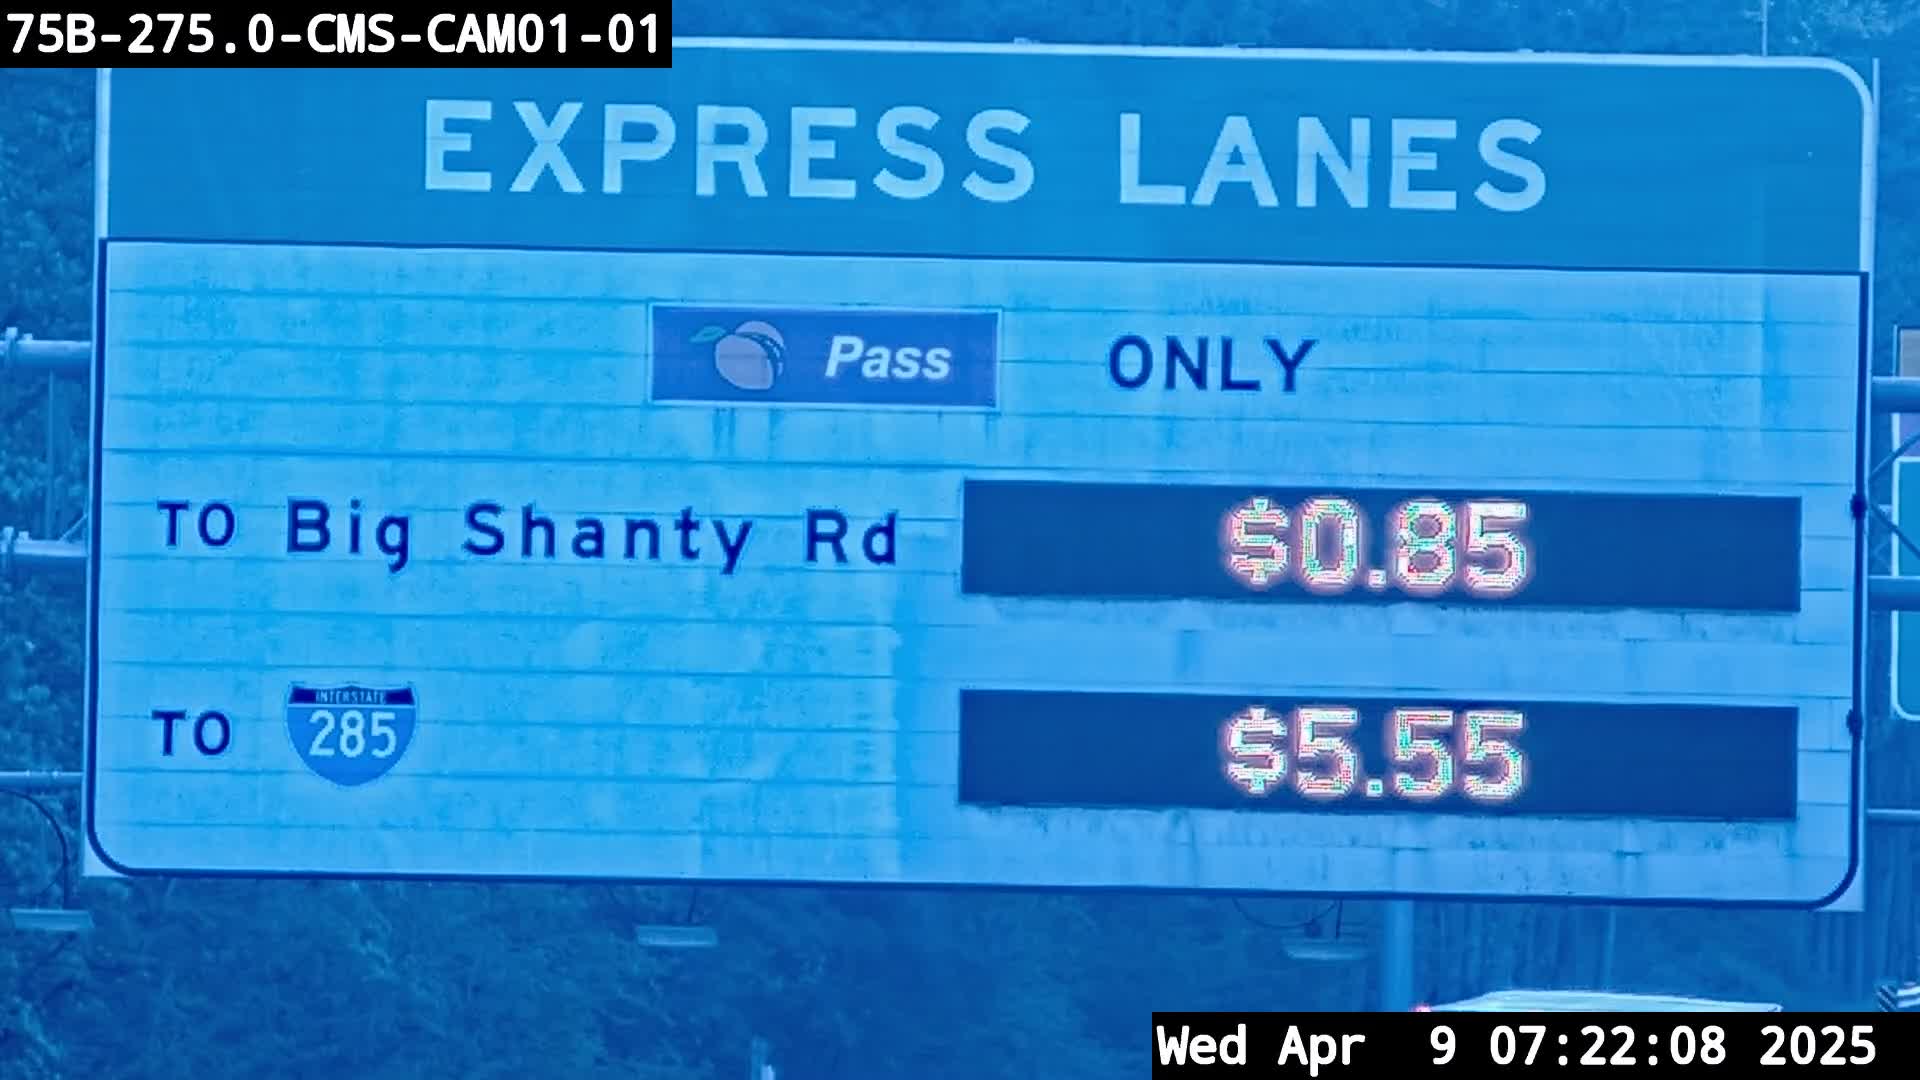 75B-275.0-CMS-CAM01-01
EXPRESS LANES
Pass ONLY
TO Big Shanty Rd $0.85
INTERSTATE
TO 285 $5.55
Wed Apr 9 07:22:08 2025